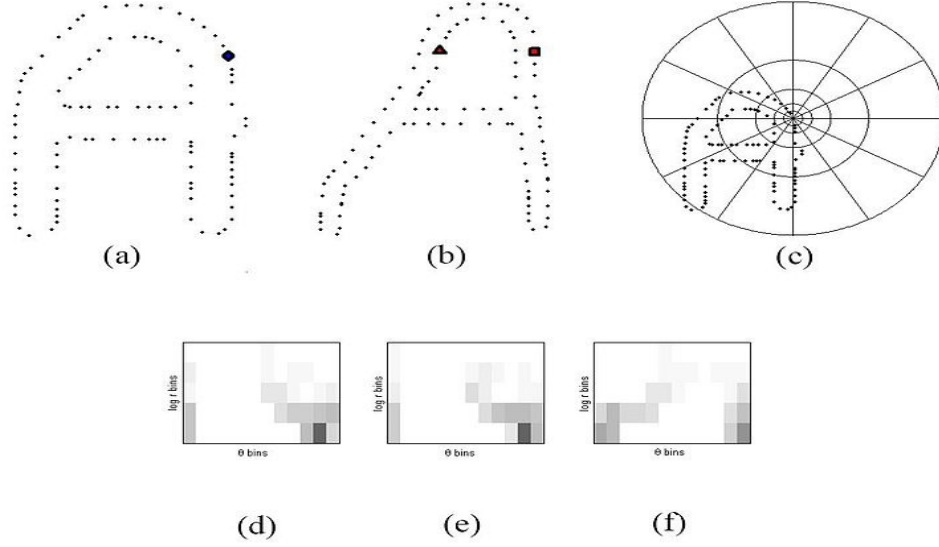 (a) (b) (c)
log r bins log r bins log r bins
Θ bins Θ bins Θ bins
(d) (e) (f)